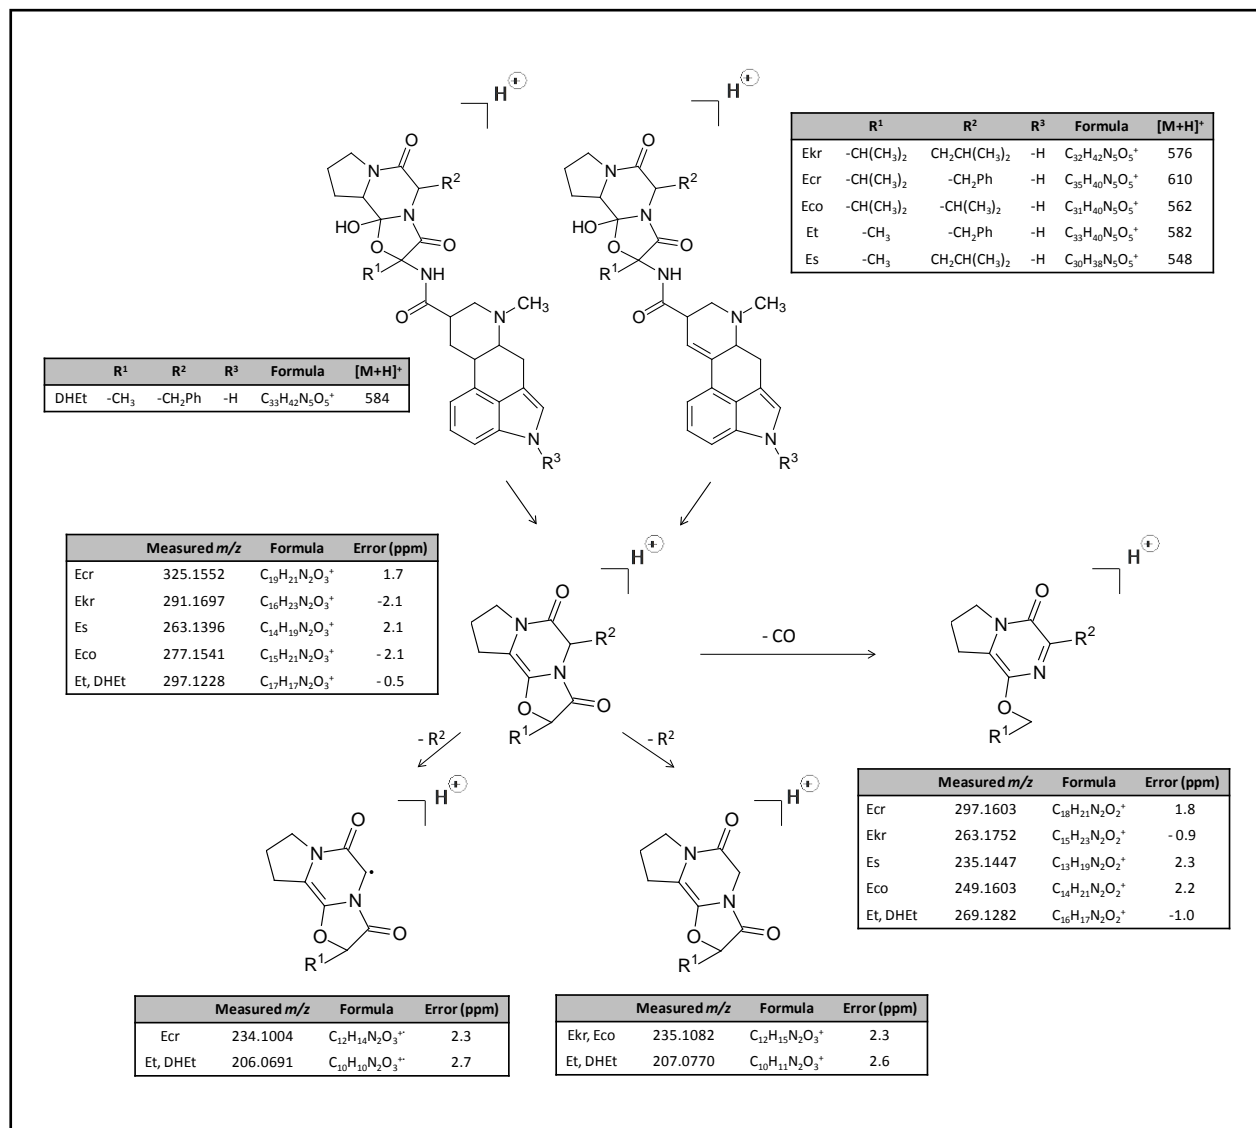 H+
H+
O
N
R²
HO
N
O
O
R¹
NH
O
N
CH₃
N
R³
O
N
R²
HO
N
O
O
R¹
NH
O
N
CH₃
N
R³
R¹ R² R³ Formula [M+H]⁺
Ekr -CH(CH₃)₂ CH₂CH(CH₃)₂ -H C₃₂H₄₂N₅O₅⁺ 576
Ecr -CH(CH₃)₂ -CH₂Ph -H C₃₅H₄₀N₅O₅⁺ 610
Eco -CH(CH₃)₂ -CH(CH₃)₂ -H C₃₁H₄₀N₅O₅⁺ 562
Et -CH₃ -CH₂Ph -H C₃₃H₄₀N₅O₅⁺ 582
Es -CH₃ CH₂CH(CH₃)₂ -H C₃₀H₃₈N₅O₅⁺ 548
R¹ R² R³ Formula [M+H]⁺
DHEt -CH₃ -CH₂Ph -H C₃₃H₄₂N₅O₅⁺ 584
Measured m/z Formula Error (ppm)
Ecr 325.1552 C₁₉H₂₁N₂O₃⁺ 1.7
Ekr 291.1697 C₁₆H₂₃N₂O₃⁺ -2.1
Es 263.1396 C₁₄H₁₉N₂O₃⁺ 2.1
Eco 277.1541 C₁₅H₂₁N₂O₃⁺ - 2.1
Et, DHEt 297.1228 C₁₇H₁₇N₂O₃⁺ - 0.5
H+
O
N
R²
N
O
O
R¹
- CO
H+
O
N
R²
N
O
R¹
- R²
- R²
H+
O
N
N
O
O
R¹
H+
O
N
N
O
O
R¹
Measured m/z Formula Error (ppm)
Ecr 297.1603 C₁₈H₂₁N₂O₂⁺ 1.8
Ekr 263.1752 C₁₅H₂₃N₂O₂⁺ - 0.9
Es 235.1447 C₁₃H₁₉N₂O₂⁺ 2.3
Eco 249.1603 C₁₄H₂₁N₂O₂⁺ 2.2
Et, DHEt 269.1282 C₁₆H₁₇N₂O₂⁺ -1.0
Measured m/z Formula Error (ppm)
Ecr 234.1004 C₁₂H₁₄N₂O₃⁺· 2.3
Et, DHEt 206.0691 C₁₀H₁₀N₂O₃⁺· 2.7
Measured m/z Formula Error (ppm)
Ekr, Eco 235.1082 C₁₂H₁₅N₂O₃⁺ 2.3
Et, DHEt 207.0770 C₁₀H₁₁N₂O₃⁺ 2.6